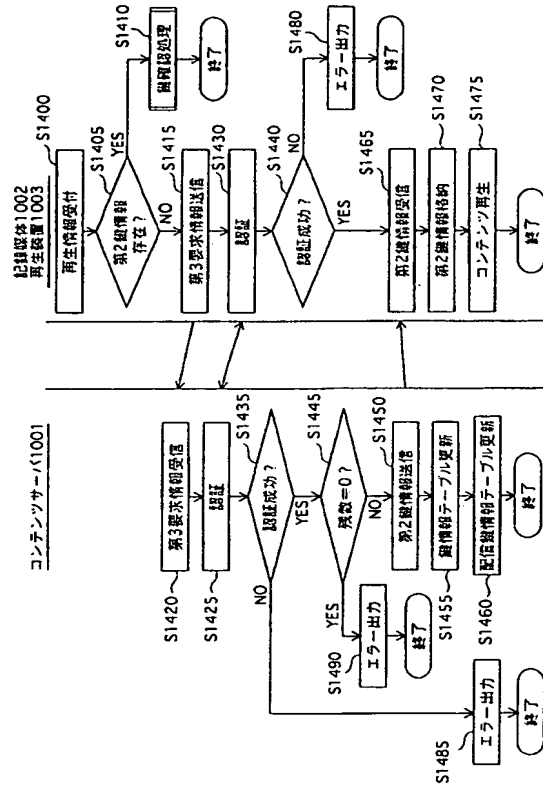 コンテンツサーバ1001
S1420
第3要求情報受信
S1425
認証
S1435
認証成功?
NO
YES
S1445
残数=0?
YES
NO
S1490
エラー出力
終了
S1450
第2鍵情報送信
S1455
鍵情報テーブル更新
S1460
配信鍵情報テーブル更新
終了
S1485
エラー出力
終了
記録媒体1002
再生装置1003
S1400
再生情報受付
S1405
第2鍵情報
存在?
YES
S1410
鍵確認処理
終了
NO
S1415
第3要求情報送信
S1430
認証
S1440
認証成功?
NO
S1480
エラー出力
終了
YES
S1465
第2鍵情報受信
S1470
第2鍵情報格納
S1475
コンテンツ再生
終了